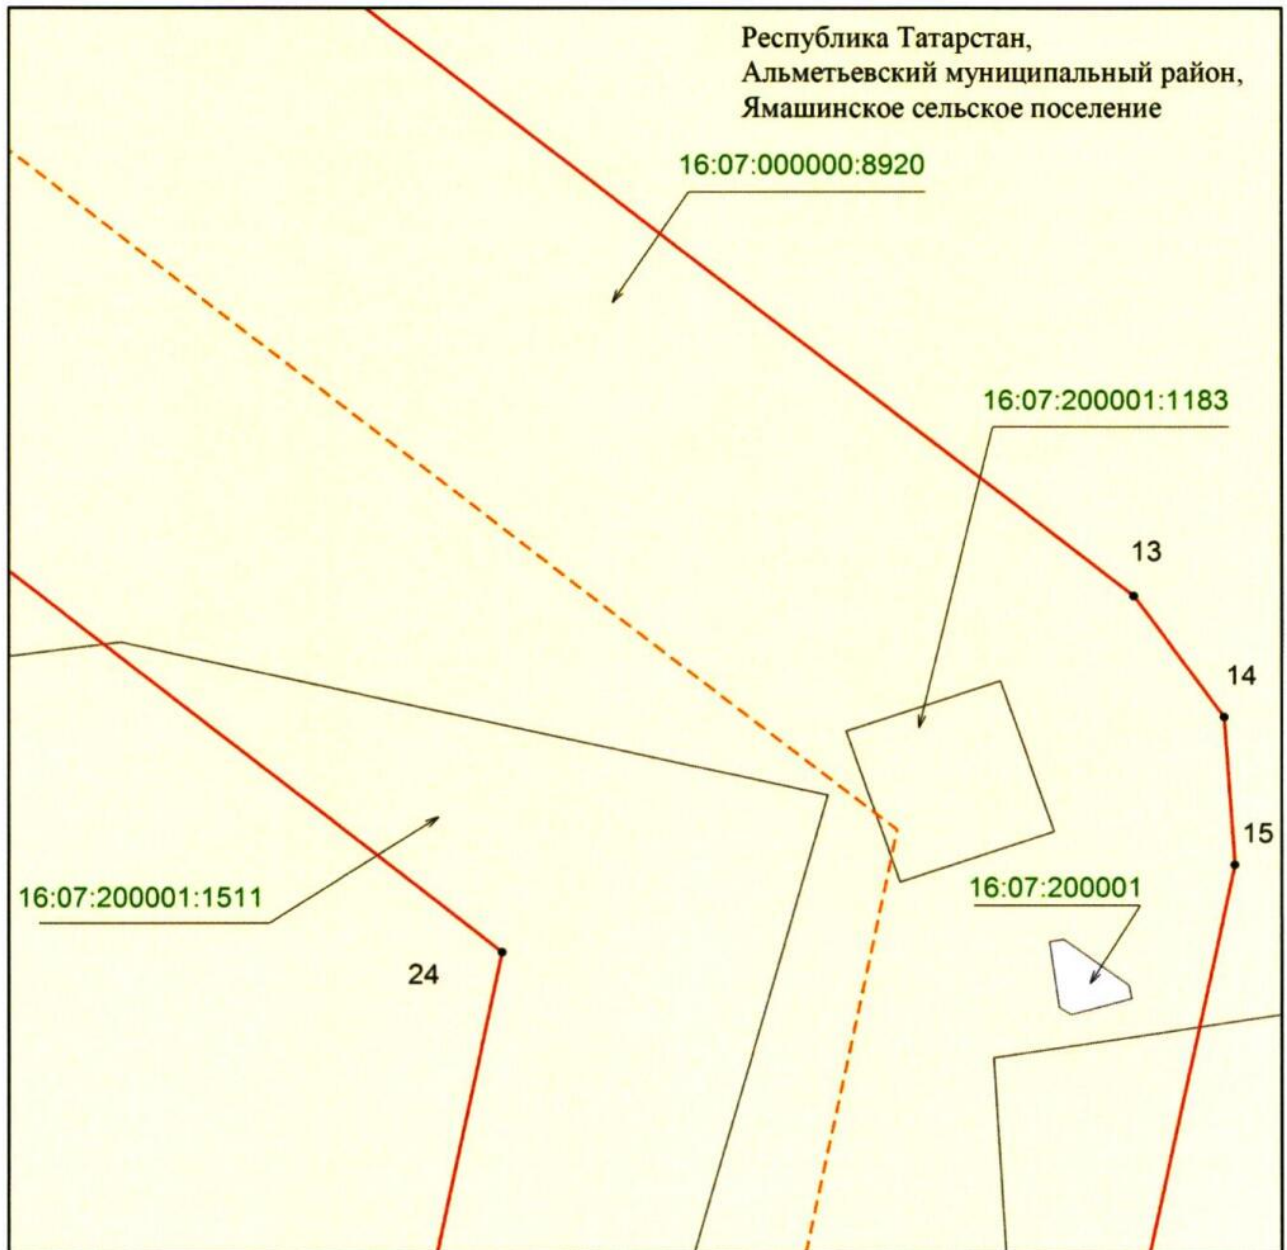 Республика Татарстан,
Альметьевский муниципальный район,
Ямашинское сельское поселение
16:07:000000:8920
16:07:200001:1183
13
14
15
16:07:200001:1511
16:07:200001
24